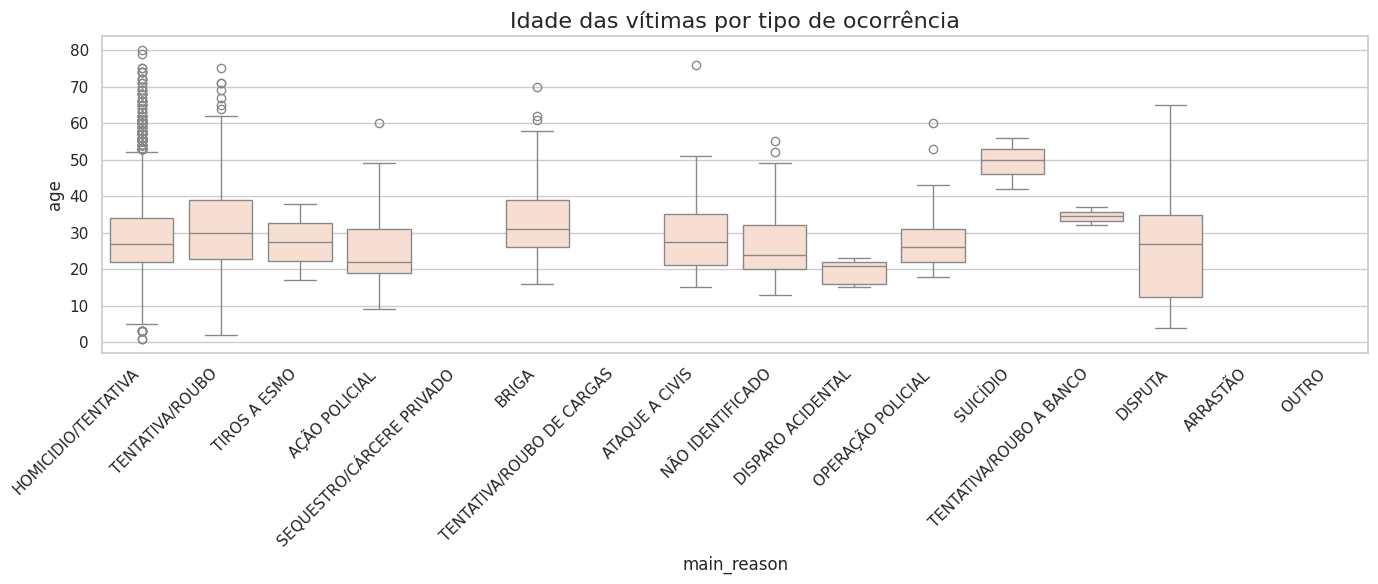 Idade das vítimas por tipo de ocorrência
age
80
70
60
50
40
30
20
10
0
HOMICIDIO/TENTATIVA
TENTATIVA/ROUBO
TIROS A ESMO
AÇÃO POLICIAL
SEQUESTRO/CÁRCERE PRIVADO
BRIGA
TENTATIVA/ROUBO DE CARGAS
ATAQUE A CIVIS
NÃO IDENTIFICADO
DISPARO ACIDENTAL
OPERAÇÃO POLICIAL
SUICÍDIO
TENTATIVA/ROUBO A BANCO
DISPUTA
ARRASTÃO
OUTRO
main_reason